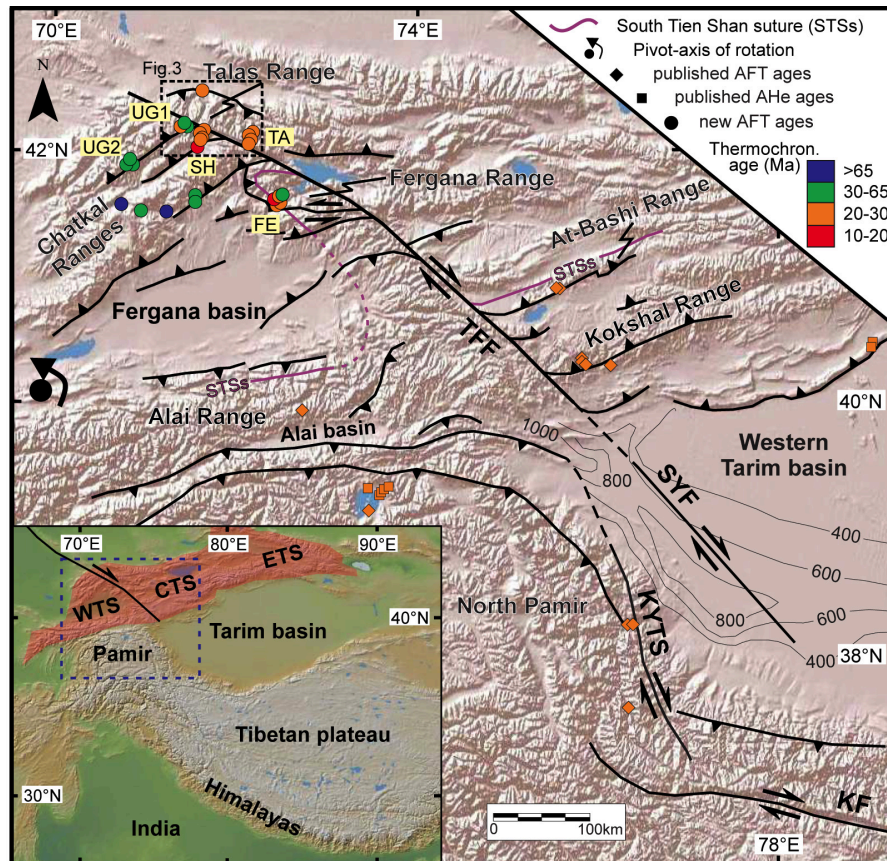 70°E
74°E
South Tien Shan suture (STSs)
Pivot-axis of rotation
published AFT ages
published AHe ages
new AFT ages
Thermochron.
age (Ma)
>65
30-65
20-30
10-20
N
Fig.3
Talas Range
UG1
UG2
TA
42°N
SH
Fergana Range
FE
Chatkal
Ranges
At-Bashi Range
STSs
Fergana basin
Kokshal Range
TFF
STSs
Alai Range
40°N
Alai basin
1000
800
Western
Tarim basin
SYF
400
600
800
600
400
North Pamir
KYTS
38°N
KF
0
100km
78°E
70°E
80°E
90°E
ETS
CTS
WTS
40°N
Tarim basin
Pamir
Tibetan plateau
30°N
Himalayas
India